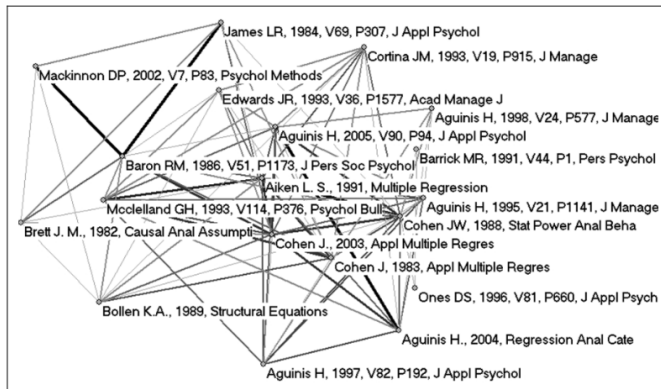 James LR, 1984, V69, P307, J Appl Psychol
Cortina JM, 1993, V19, P915, J Manage
Mackinnon DP, 2002, V7, P83, Psychol Methods
Edwards JR, 1993, V36, P1577, Acad Manage J
Aguinis H, 1998, V24, P577, J Manage
Aguinis H, 2005, V90, P94, J Appl Psychol
Baron RM, 1986, V51, P1173, J Pers Soc Psychol
Barrick MR, 1991, V44, P1, Pers Psychol
Aiken L. S., 1991, Multiple Regression
Mcclelland GH, 1993, V114, P376, Psychol Bull
Aguinis H, 1995, V21, P1141, J Manage
Brett J. M., 1982, Causal Anal Assumpti
Cohen JW, 1988, Stat Power Anal Beha
Cohen J., 2003, Appl Multiple Regres
Cohen J, 1983, Appl Multiple Regres
Ones DS, 1996, V81, P660, J Appl Psych
Bollen K.A., 1989, Structural Equations
Aguinis H., 2004, Regression Anal Cate
Aguinis H, 1997, V82, P192, J Appl Psychol